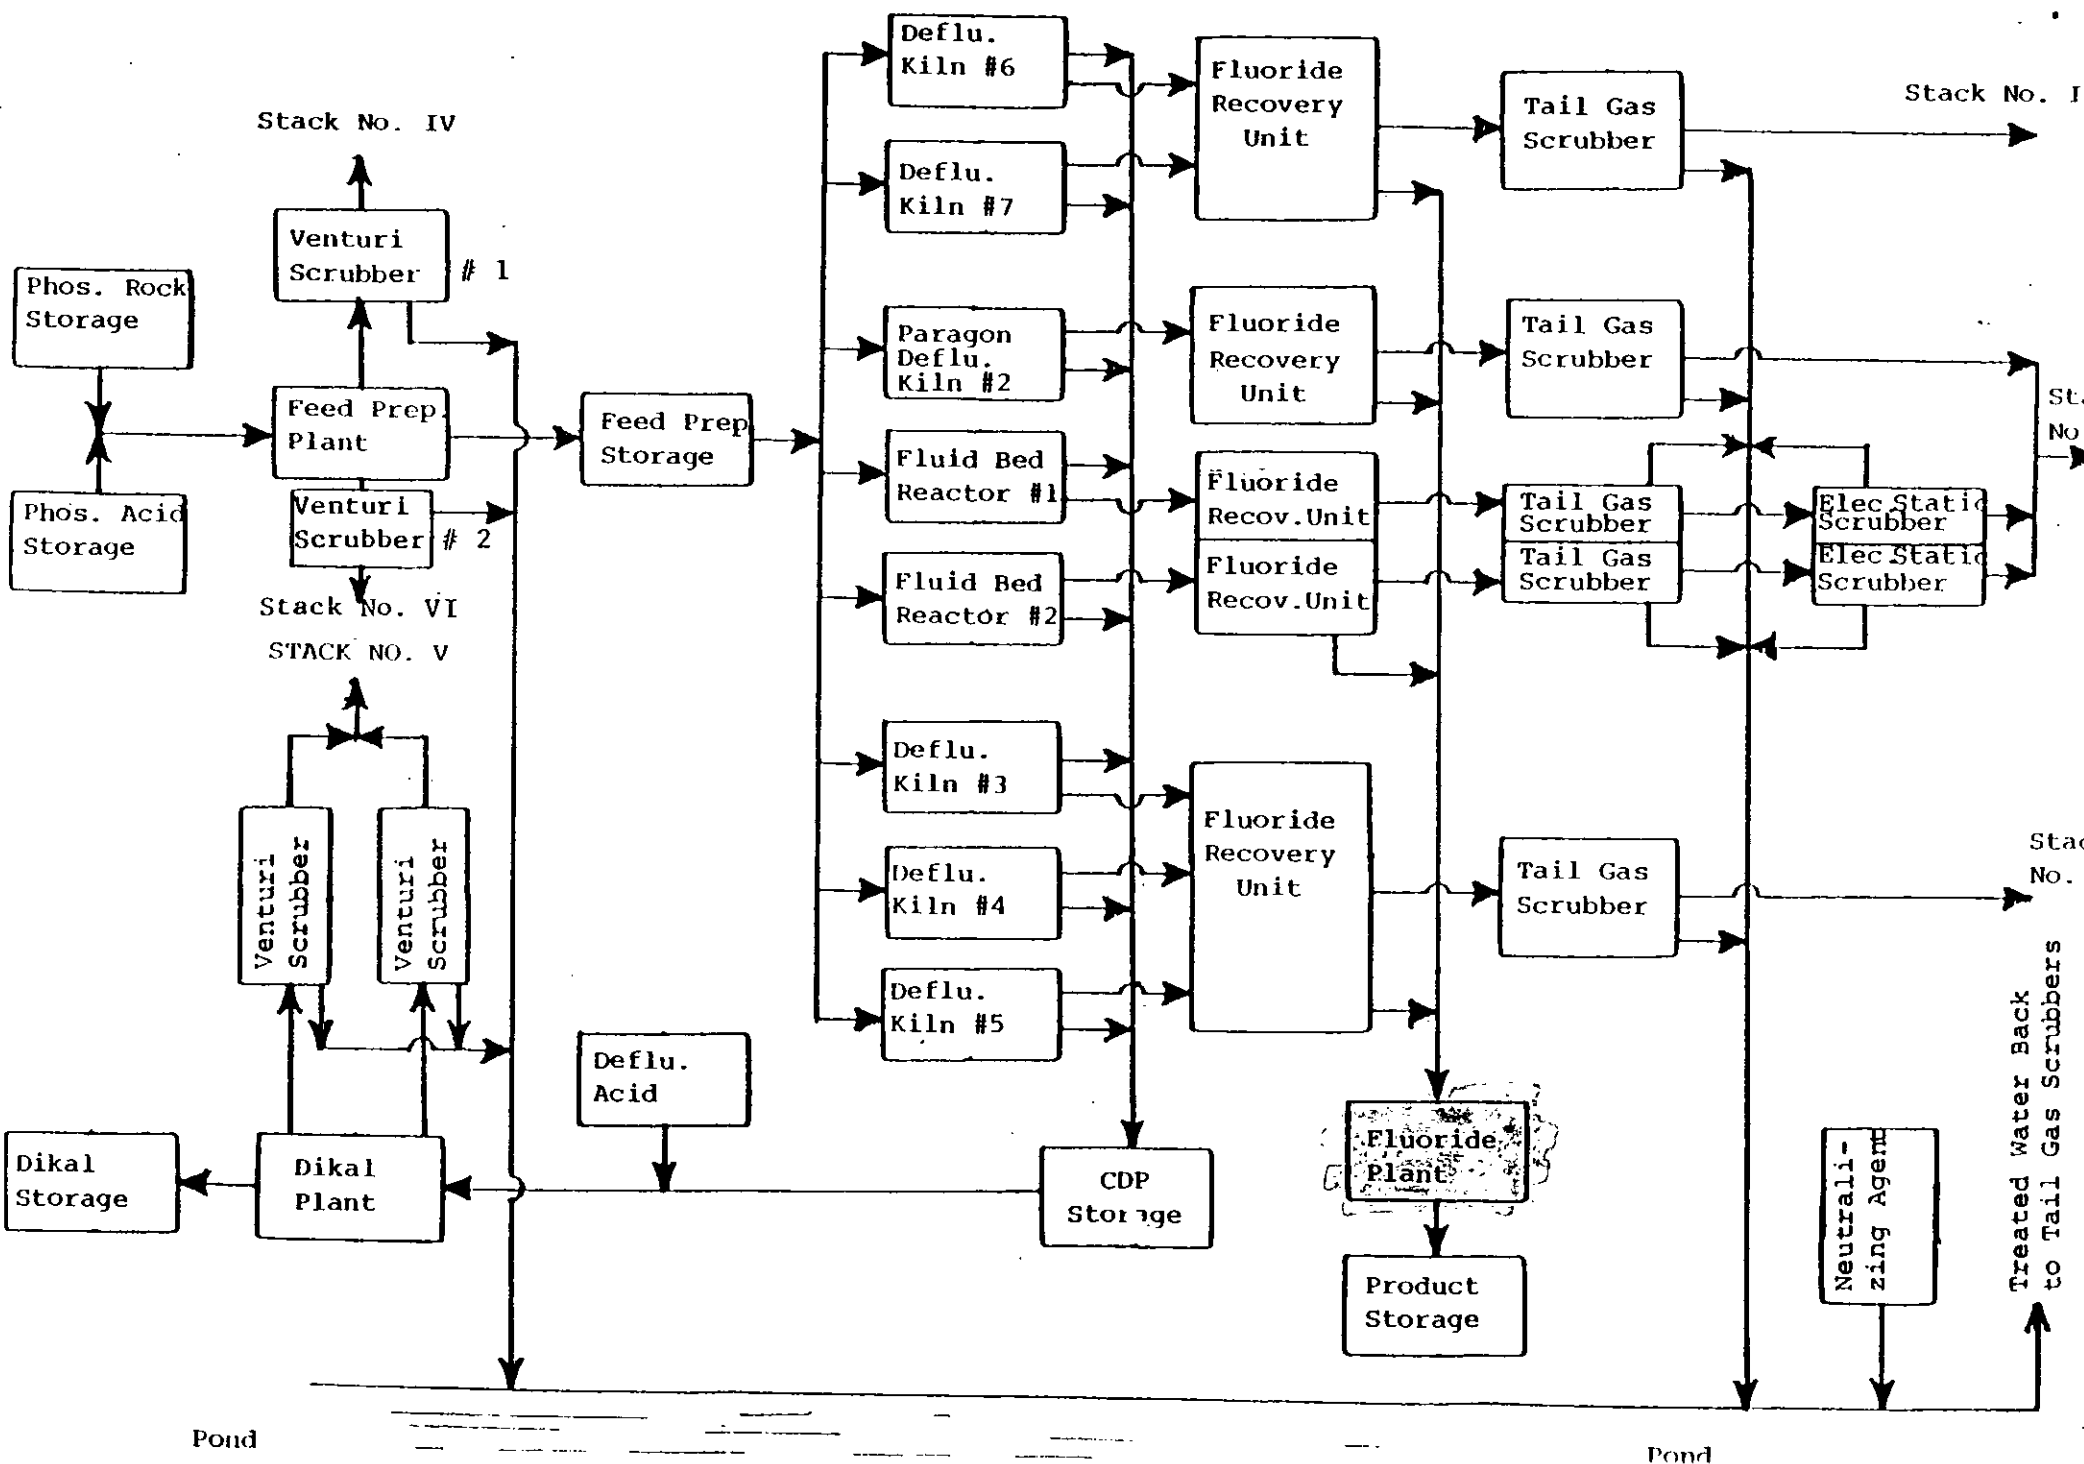 Stack No. IV
Venturi
Scrubber
# 1
Phos. Rock
Storage
Feed Prep.
Plant
Phos. Acid
Storage
Venturi
Scrubber
# 2
Stack No. VI
STACK NO. V
Venturi
Scrubber
Venturi
Scrubber
Dikal
Storage
Dikal
Plant
Feed Prep
Storage
Deflu.
Acid
Deflu.
Kiln #6
Deflu.
Kiln #7
Paragon
Deflu.
Kiln #2
Fluid Bed
Reactor #1
Fluid Bed
Reactor #2
Deflu.
Kiln #3
Deflu.
Kiln #4
Deflu.
Kiln #5
CDP
Storage
Fluoride
Recovery
Unit
Fluoride
Recovery
Unit
Fluoride
Recov.Unit
Fluoride
Recov.Unit
Fluoride
Recovery
Unit
Fluoride
Plant
Product
Storage
Tail Gas
Scrubber
Tail Gas
Scrubber
Tail Gas
Scrubber
Tail Gas
Scrubber
Tail Gas
Scrubber
Elec.Static
Scrubber
Elec.Static
Scrubber
Stack No. I
No
No.
Neutrali-
zing Agent
Treated Water Back
to Tail Gas Scrubbers
Pond
Pond